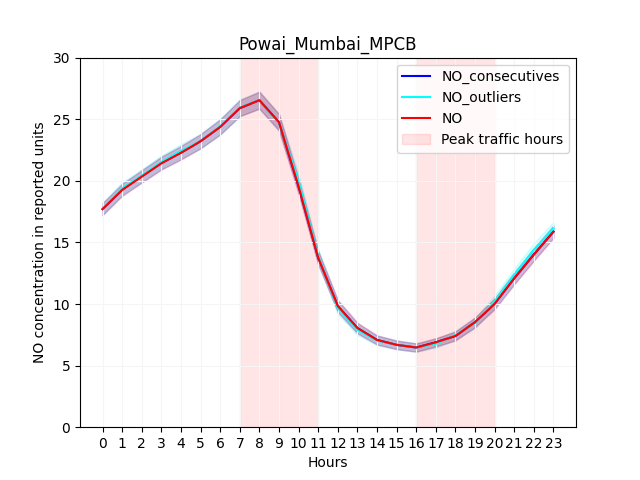 Powai_Mumbai_MPCB
NO_consecutives
NO_outliers
NO
Peak traffic hours
NO concentration in reported units
30
25
20
15
10
5
0
0 1 2 3 4 5 6 7 8 9 10 11 12 13 14 15 16 17 18 19 20 21 22 23
Hours